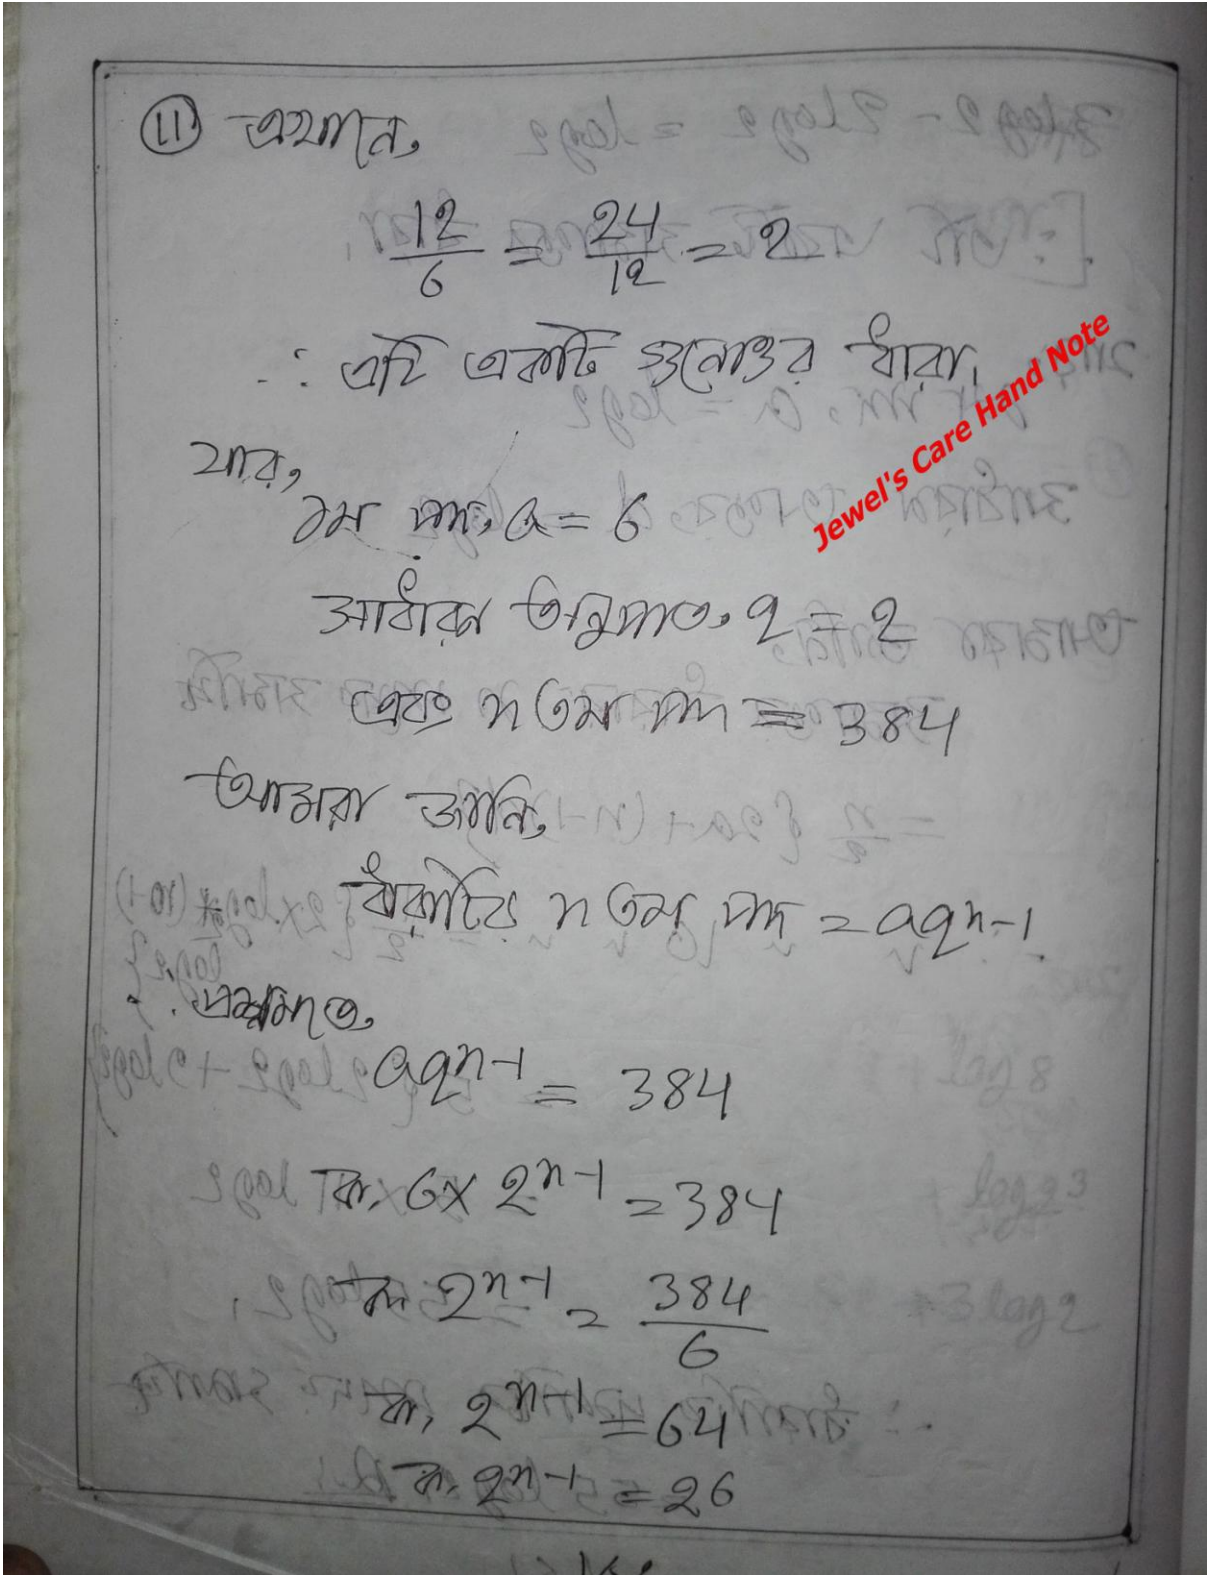 11 এখানে,
12/6 = 24/12 = 2
∴ এটি একটি গুনোত্তর ধারা।
যার,
১ম পদ, a = 6
সাধারন অনুপাত, q = 2
এবং n তম পদ = 384
আমরা জানি,
ধারাটির n তম পদ = aqⁿ⁻¹
∴ প্রশ্নমতে,
aqⁿ⁻¹ = 384
বা, 6 × 2ⁿ⁻¹ = 384
বা, 2ⁿ⁻¹ = 384/6
বা, 2ⁿ⁻¹ = 64
বা, 2ⁿ⁻¹ = 2⁶
Jewel's Care Hand Note